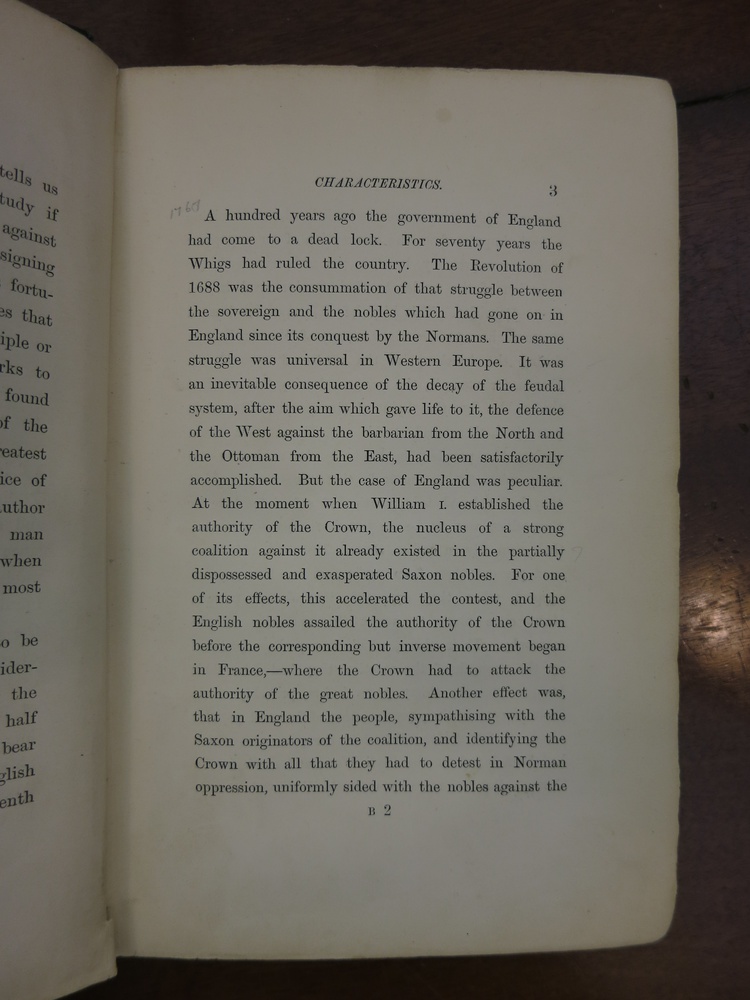 tells us
tudy if
against
signing
fortu-
es that
iple or
rks to
found
of the
reatest
ice of
uthor
man
when
most
o be
ider-
the
half
bear
glish
enth
CHARACTERISTICS. 3
1767
A hundred years ago the government of England
had come to a dead lock. For seventy years the
Whigs had ruled the country. The Revolution of
1688 was the consummation of that struggle between
the sovereign and the nobles which had gone on in
England since its conquest by the Normans. The same
struggle was universal in Western Europe. It was
an inevitable consequence of the decay of the feudal
system, after the aim which gave life to it, the defence
of the West against the barbarian from the North and
the Ottoman from the East, had been satisfactorily
accomplished. But the case of England was peculiar.
At the moment when William I. established the
authority of the Crown, the nucleus of a strong
coalition against it already existed in the partially
dispossessed and exasperated Saxon nobles. For one
of its effects, this accelerated the contest, and the
English nobles assailed the authority of the Crown
before the corresponding but inverse movement began
in France,—where the Crown had to attack the
authority of the great nobles. Another effect was,
that in England the people, sympathising with the
Saxon originators of the coalition, and identifying the
Crown with all that they had to detest in Norman
oppression, uniformly sided with the nobles against the
B 2